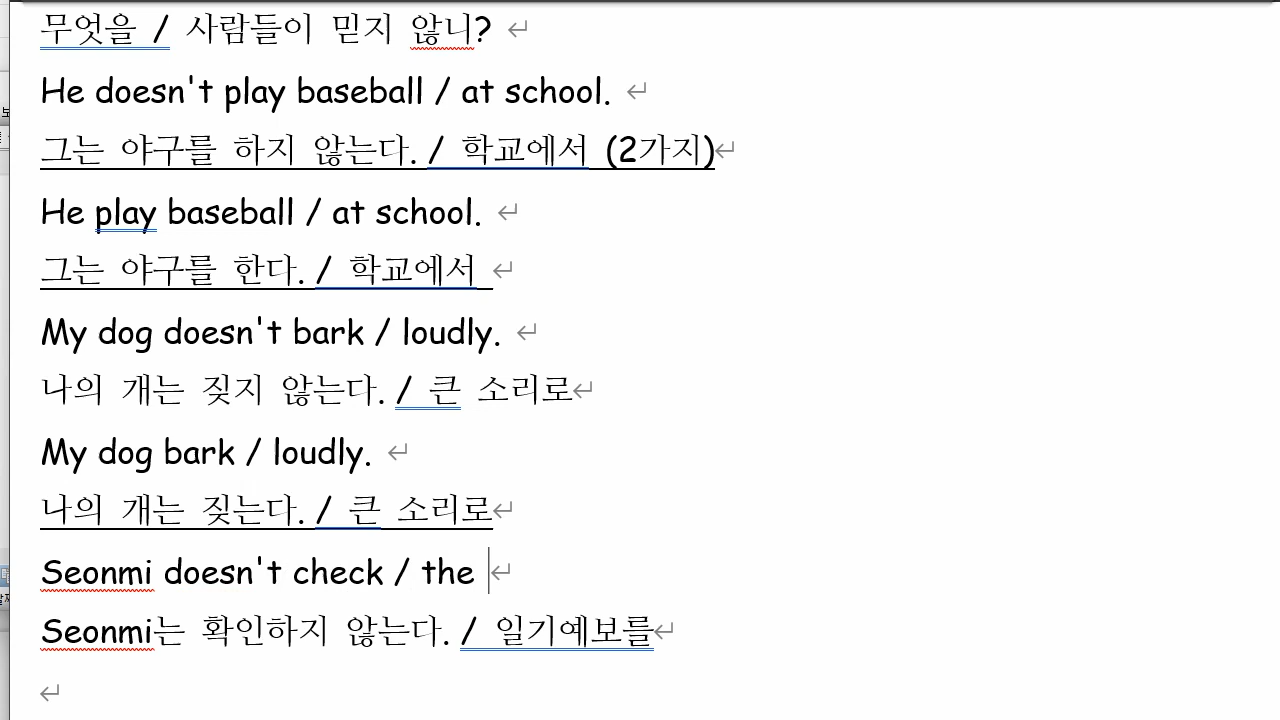 무엇을 / 사람들이 믿지 않니?
He doesn't play baseball / at school.
그는 야구를 하지 않는다. / 학교에서 (2가지)
He play baseball / at school.
그는 야구를 한다. / 학교에서
My dog doesn't bark / loudly.
나의 개는 짖지 않는다. / 큰 소리로
My dog bark / loudly.
나의 개는 짖는다. / 큰 소리로
Seonmi doesn't check / the
Seonmi는 확인하지 않는다. / 일기예보를